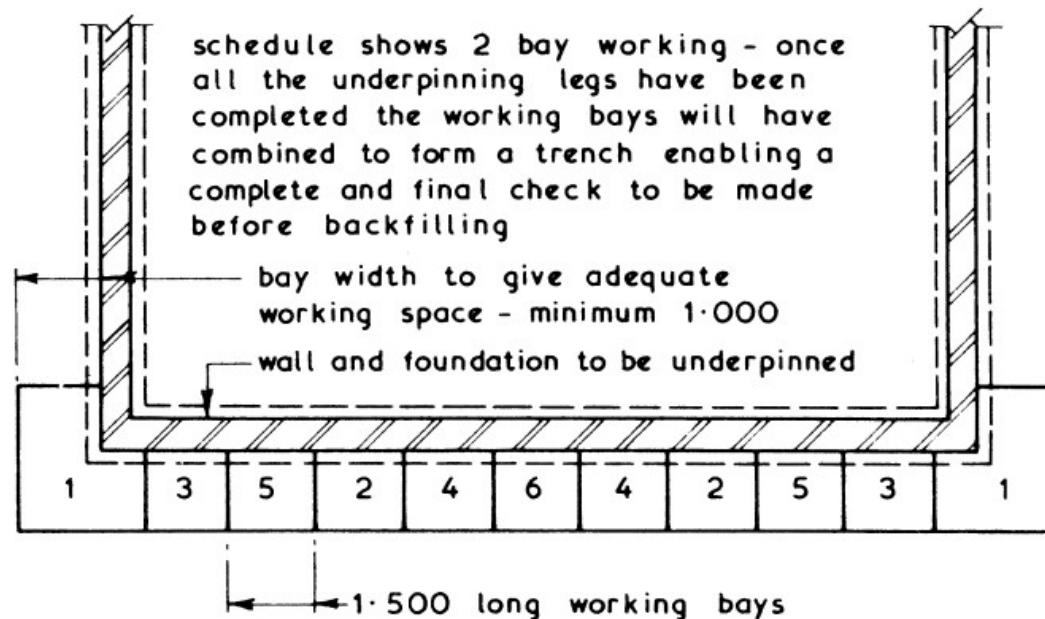 schedule shows 2 bay working - once
all the underpinning legs have been
completed the working bays will have
combined to form a trench enabling a
complete and final check to be made
before backfilling
bay width to give adequate
working space - minimum 1·000
wall and foundation to be underpinned
1 3 5 2 4 6 4 2 5 3 1
1·500 long working bays